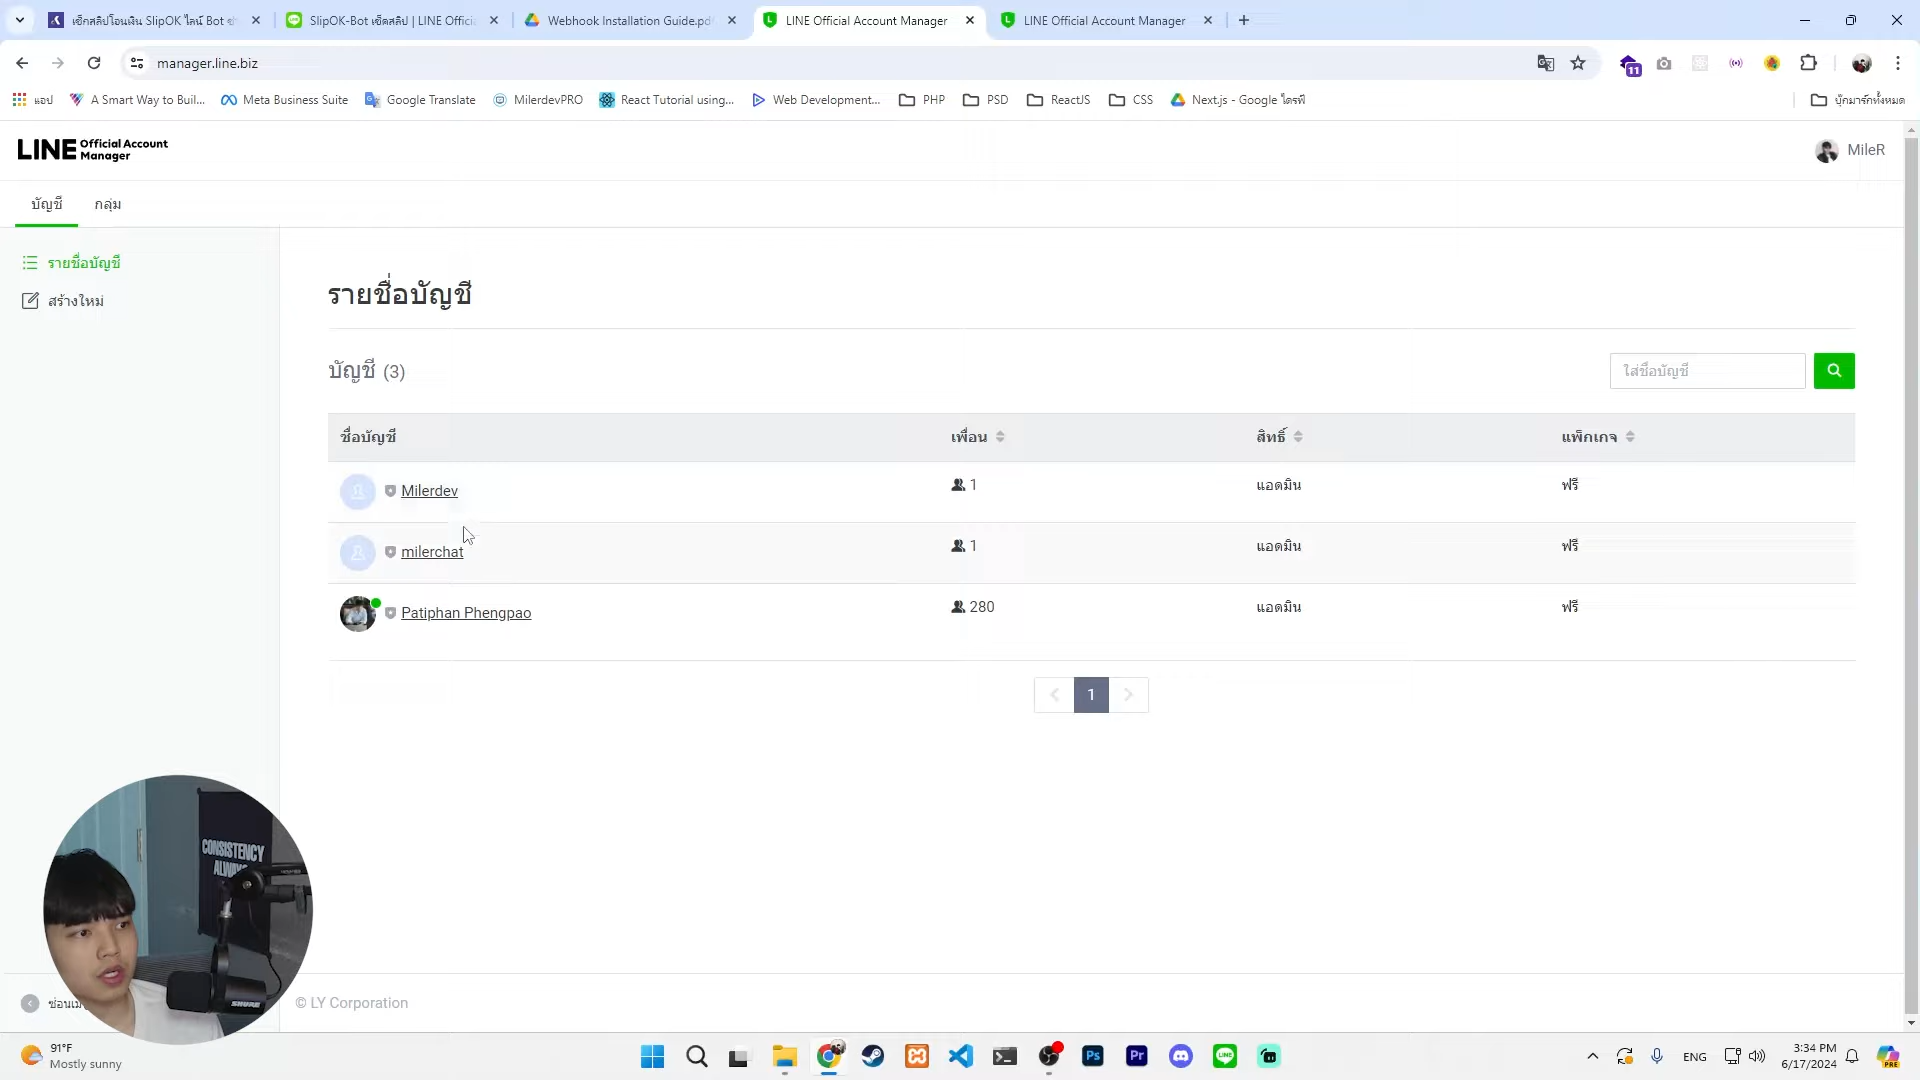 เช็กสลิปโอนเงิน SlipOK ไลน์ Bot
SlipOK-Bot เช็คสลิป | LINE Officia
Webhook Installation Guide.pdf
LINE Official Account Manager
LINE Official Account Manager
manager.line.biz
11
แอป
A Smart Way to Buil...
Meta Business Suite
Google Translate
MilerdevPRO
React Tutorial using...
Web Development...
PHP
PSD
ReactJS
CSS
Next.js - Google ไดรฟ์
บุ๊กมาร์กทั้งหมด
LINE Official Account Manager
MileR
บัญชี
กลุ่ม
รายชื่อบัญชี
สร้างใหม่
รายชื่อบัญชี
บัญชี (3)
ใส่ชื่อบัญชี
ชื่อบัญชี เพื่อน สิทธิ์ แพ็กเกจ
Milerdev 1 แอดมิน ฟรี
milerchat 1 แอดมิน ฟรี
Patiphan Phengpao 280 แอดมิน ฟรี
1
CONSISTENCY
SHURE
© LY Corporation
91°F
Mostly sunny
Ps
Pr
LINE
ENG
3:34 PM
6/17/2024
PRE